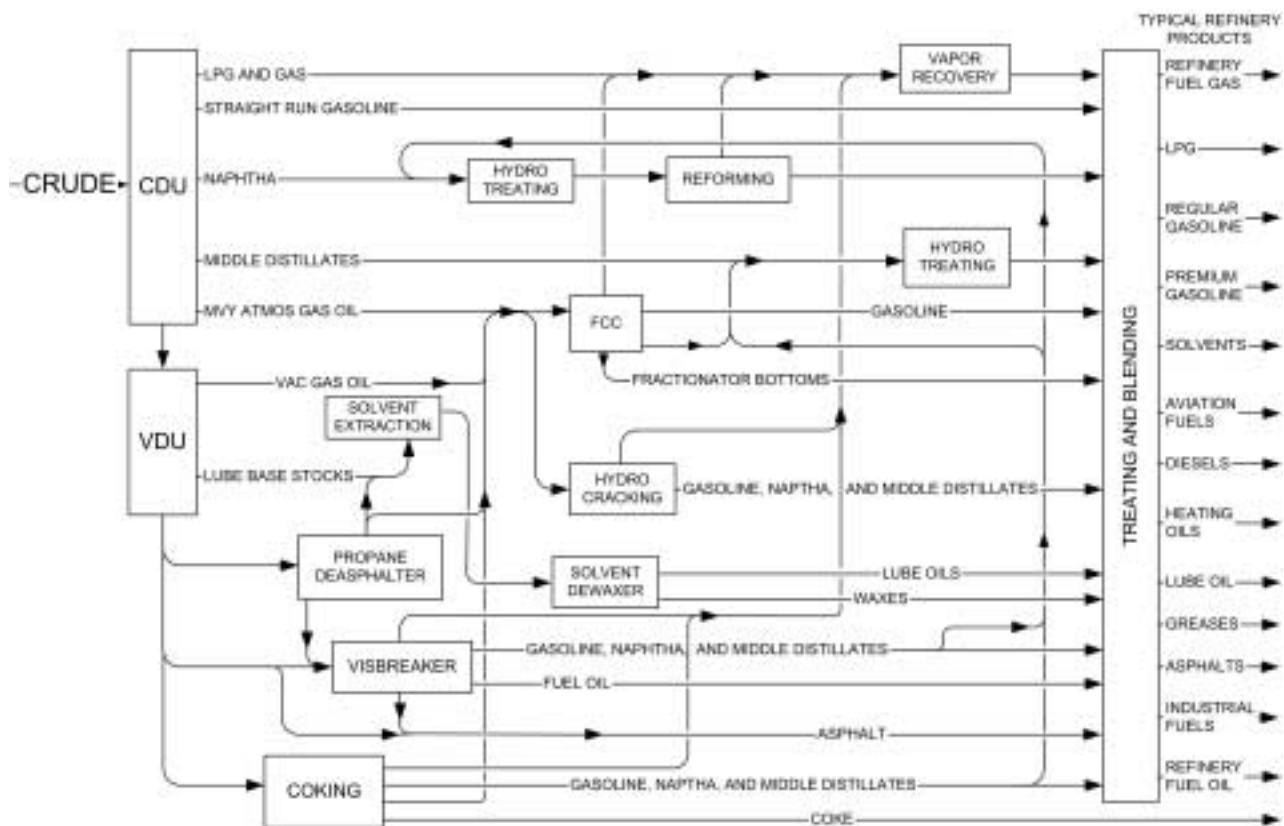 TYPICAL REFINERY
PRODUCTS
LPG AND GAS
VAPOR
RECOVERY
REFINERY
FUEL GAS
STRAIGHT RUN GASOLINE
CRUDE
CDU
NAPHTHA
HYDRO
TREATING
REFORMING
LPG
REGULAR
GASOLINE
MIDDLE DISTILLATES
HYDRO
TREATING
PREMIUM
GASOLINE
MVY ATMOS GAS OIL
FCC
GASOLINE
SOLVENTS
FRACTIONATOR BOTTOMS
VDU
VAC GAS OIL
SOLVENT
EXTRACTION
AVIATION
FUELS
LUBE BASE STOCKS
HYDRO
CRACKING
GASOLINE, NAPTHA, AND MIDDLE DISTILLATES
DIESELS
TREATING AND BLENDING
HEATING
OILS
PROPANE
DEASPHALTER
SOLVENT
DEWAXER
LUBE OILS
WAXES
LUBE OIL
GREASES
VISBREAKER
GASOLINE, NAPHTHA, AND MIDDLE DISTILLATES
FUEL OIL
ASPHALTS
ASPHALT
INDUSTRIAL
FUELS
COKING
GASOLINE, NAPTHA, AND MIDDLE DISTILLATES
REFINERY
FUEL OIL
COKE